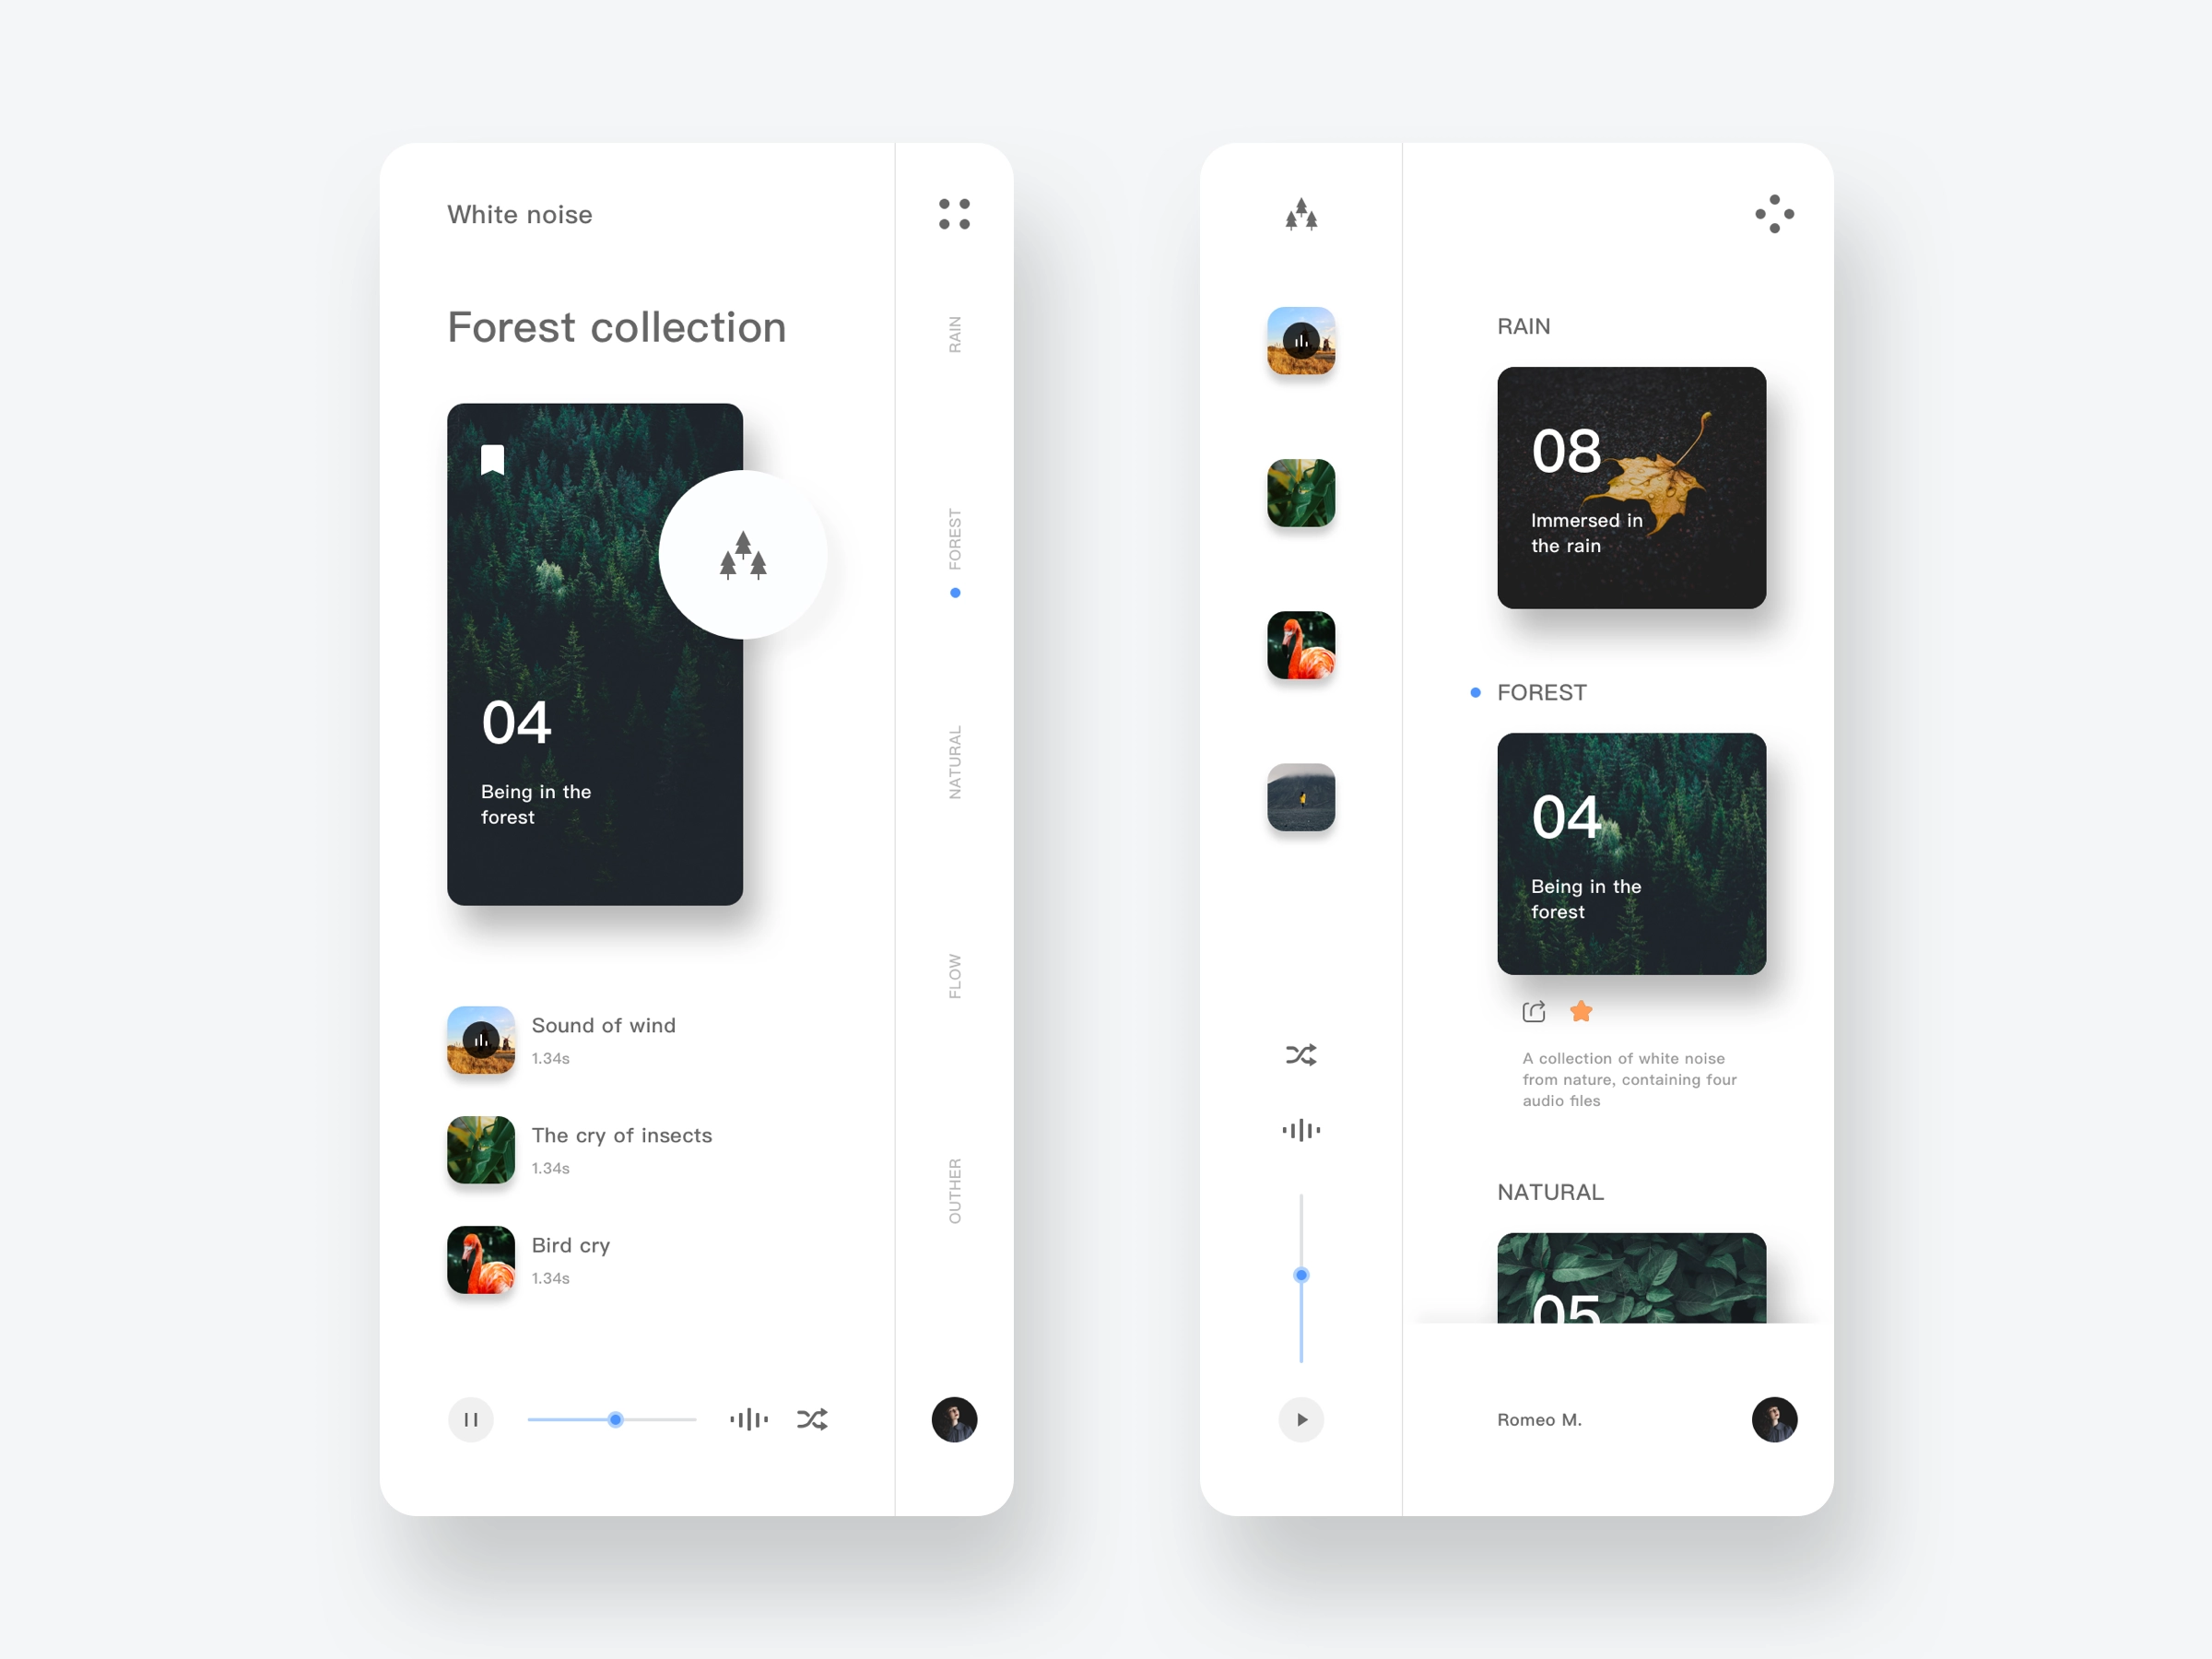 White noise
Forest collection
04
Being in the
forest
Sound of wind
1.34s
The cry of insects
1.34s
Bird cry
1.34s
RAIN
FOREST
NATURAL
FLOW
OUTHER
RAIN
08
Immersed in
the rain
FOREST
04
Being in the
forest
A collection of white noise
from nature, containing four
audio files
NATURAL
05
Romeo M.